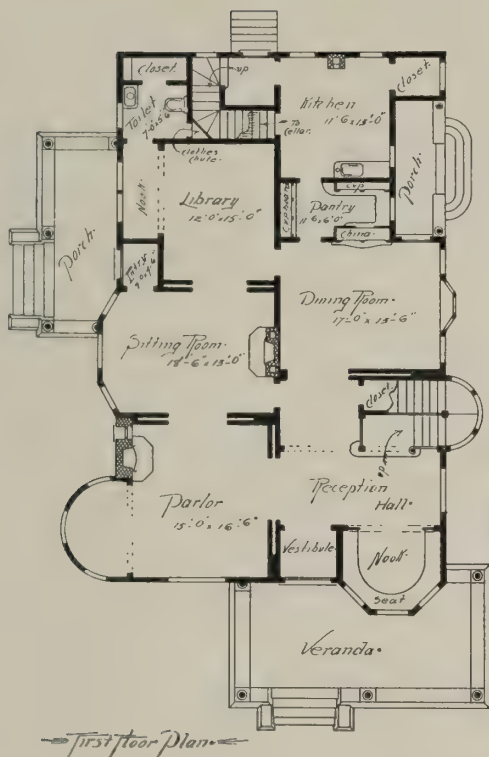 Closet.
up
Closet.
Toilet
7'-0"x5'-6"
Kitchen
11'-6"x13'-0"
To
Cellar.
Clothes
Chute.
Nook.
Library
12'-0"x15'-0"
Cupboard
Cup
Pantry
11'-6"x6'-0"
China.
Porch.
Porch.
Entry
Dining Room.
17'-0"x13'-6"
Sitting Room
18'-6"x13'-0"
Closet
up
Parlor
15'-0"x16'-6"
Reception
Hall.
Vestibule
Nook
Seat
Veranda.
First Floor Plan.